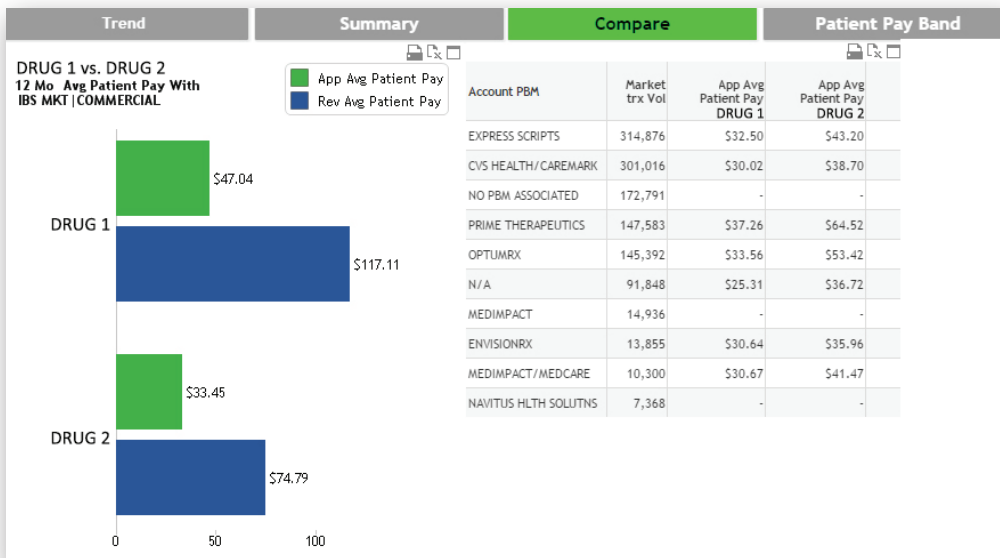 Trend
Summary
Compare
Patient Pay Band
DRUG 1 vs. DRUG 2
12 Mo Avg Patient Pay With
IBS MKT|COMMERCIAL
App Avg Patient Pay
Rev Avg Patient Pay
$47.04
DRUG 1
$117.11
$33.45
DRUG 2
$74.79
0 50 100
Account PBM
Market
trx Vol
App Avg
Patient Pay
DRUG 1
App Avg
Patient Pay
DRUG 2
EXPRESS SCRIPTS 314,876 $32.50 $43.20
CVS HEALTH/CAREMARK 301,016 $30.02 $38.70
NO PBM ASSOCIATED 172,791 - -
PRIME THERAPEUTICS 147,583 $37.26 $64.52
OPTUMRX 145,392 $33.56 $53.42
N/A 91,848 $25.31 $36.72
MEDIMPACT 14,936 - -
ENVISIONRX 13,855 $30.64 $35.96
MEDIMPACT/MEDCARE 10,300 $30.67 $41.47
NAVITUS HLTH SOLUTNS 7,368 - -